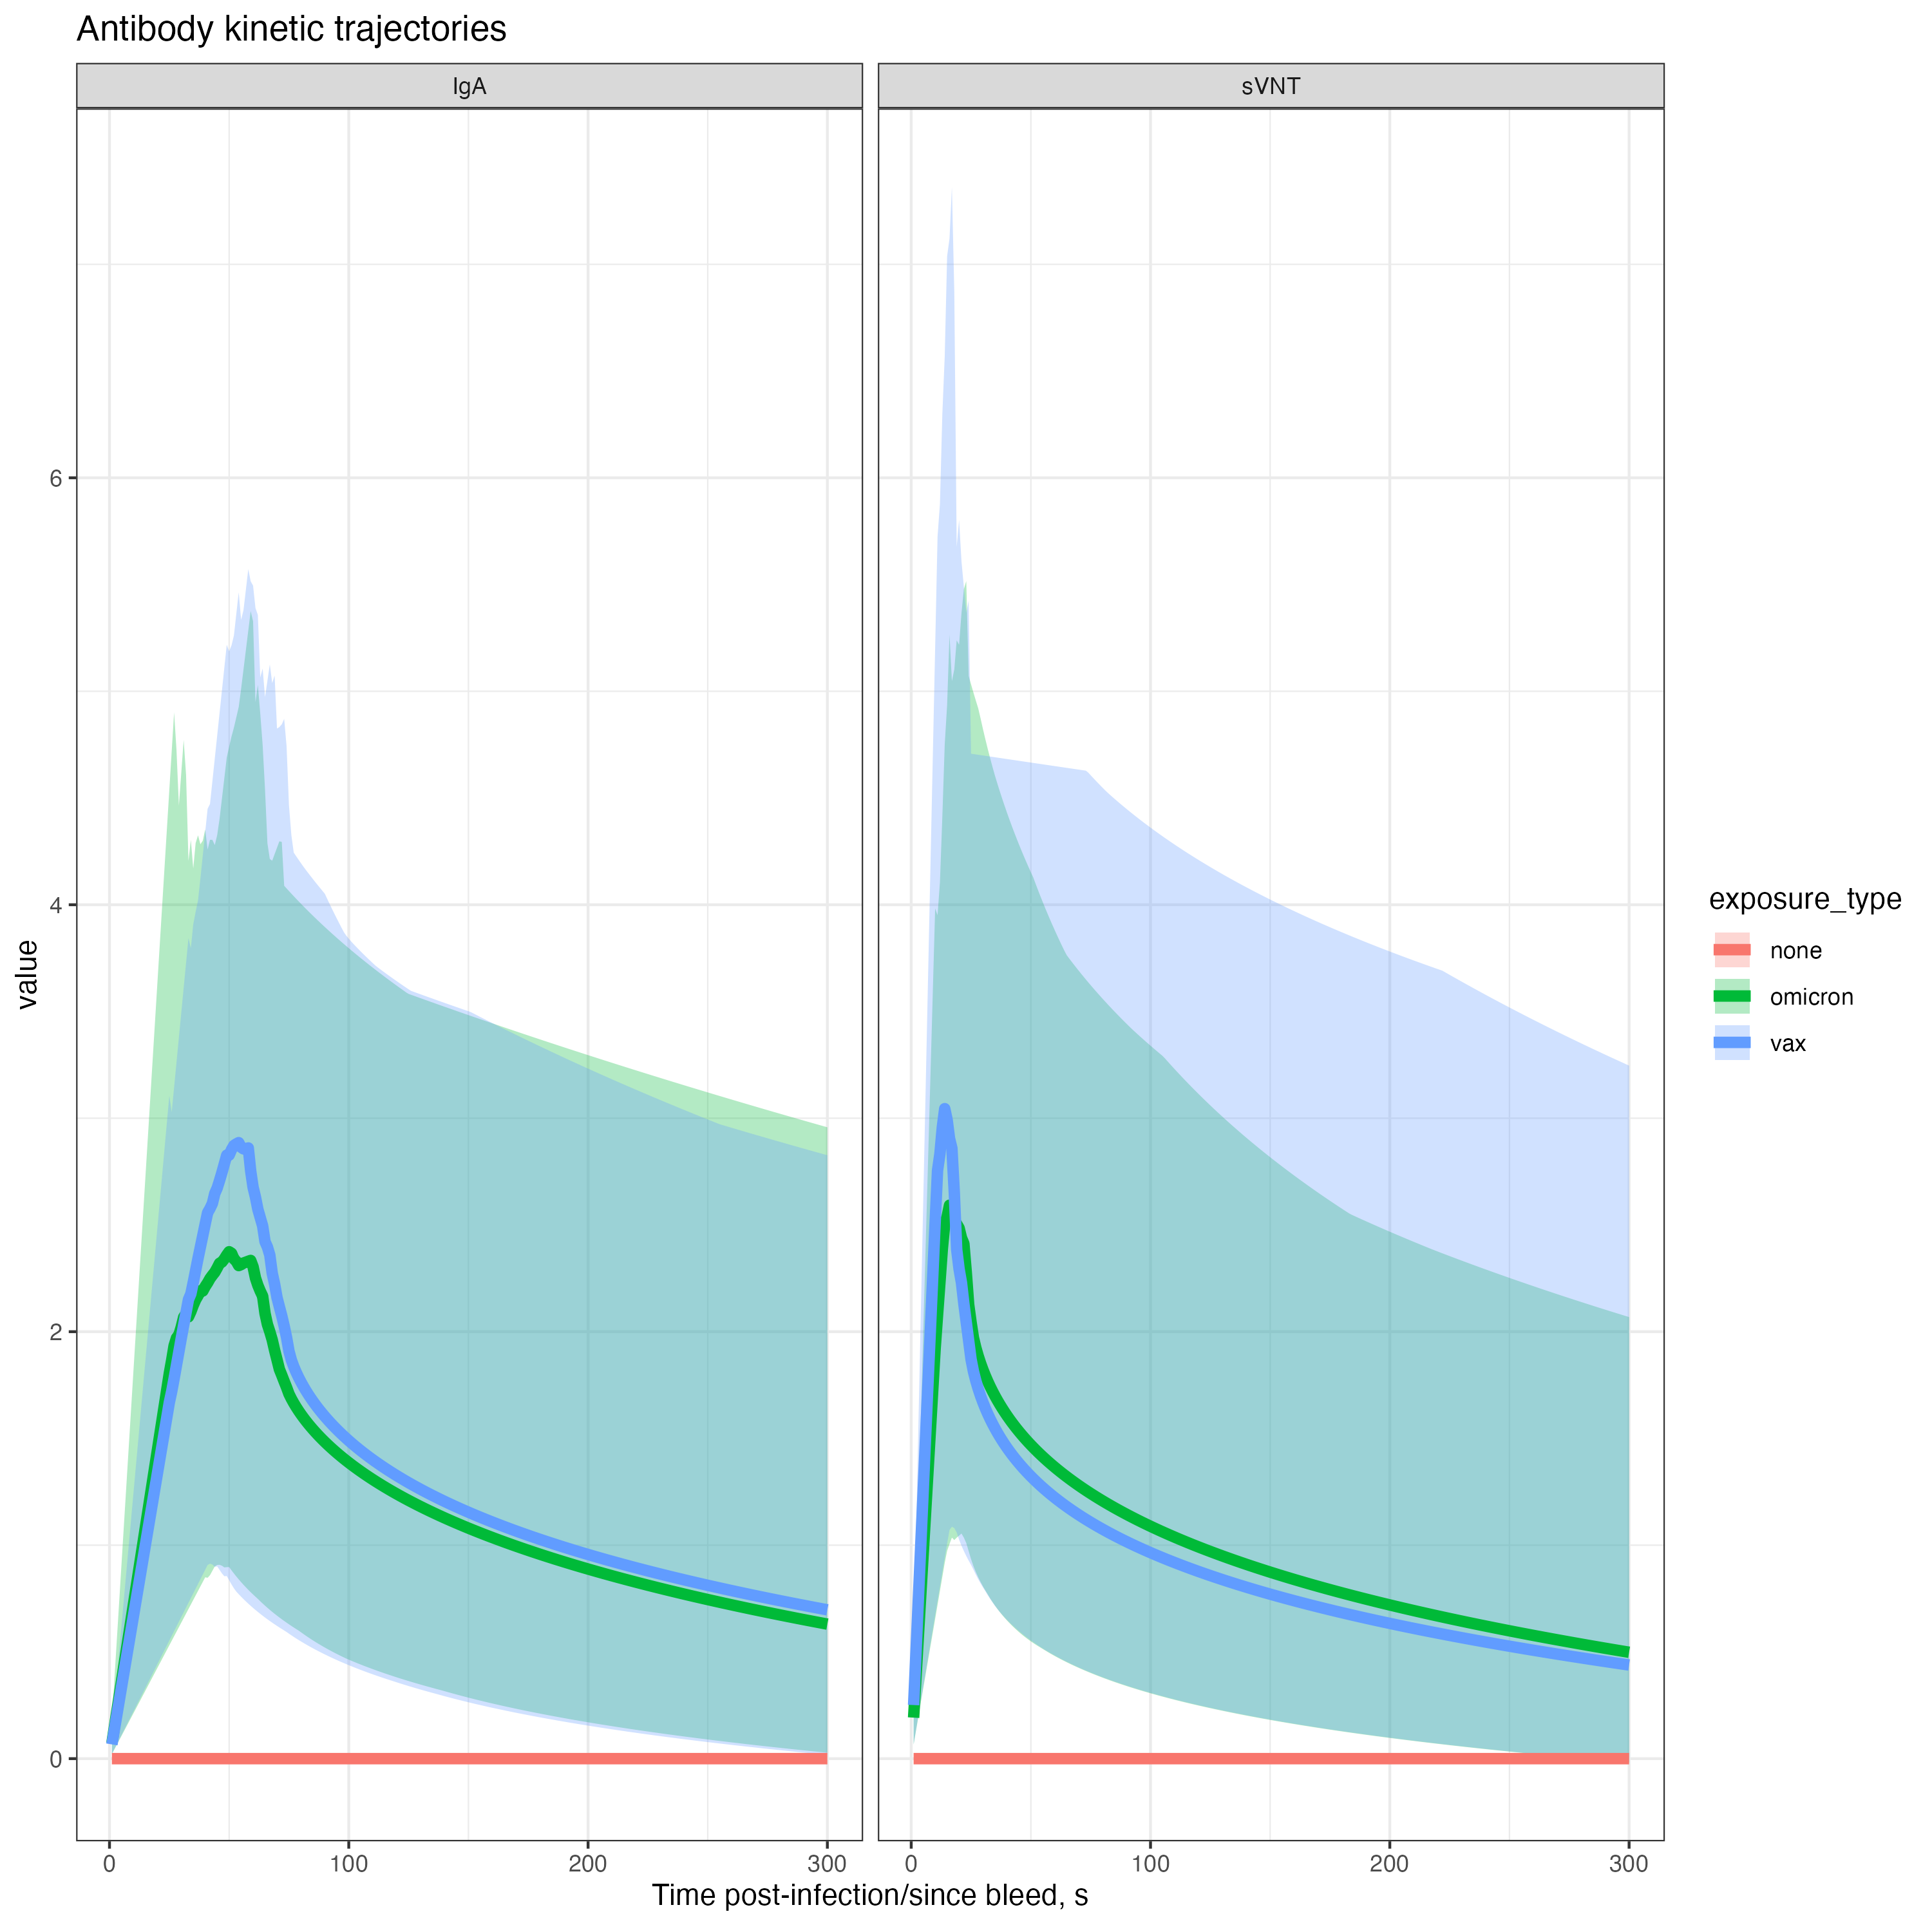 Antibody kinetic trajectories
IgA
sVNT
value
6
4
2
0
0
100
200
300
0
100
200
300
Time post-infection/since bleed, s
exposure_type
none
omicron
vax